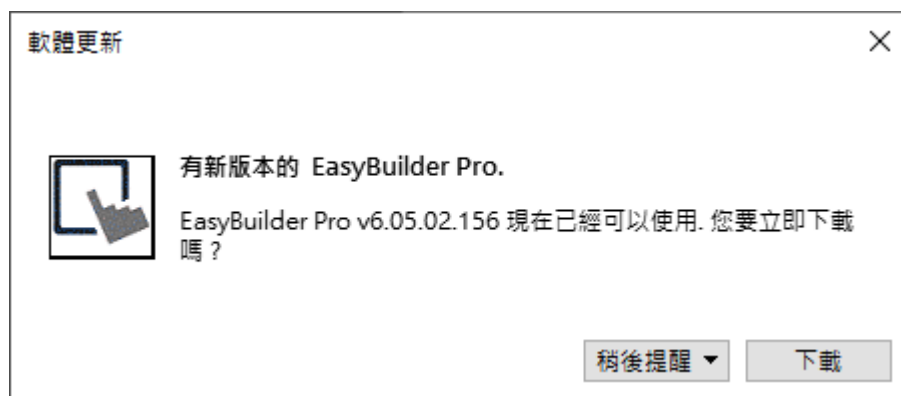 軟體更新
有新版本的 EasyBuilder Pro.
EasyBuilder Pro v6.05.02.156 現在已經可以使用. 您要立即下載
嗎？
稍後提醒
下載